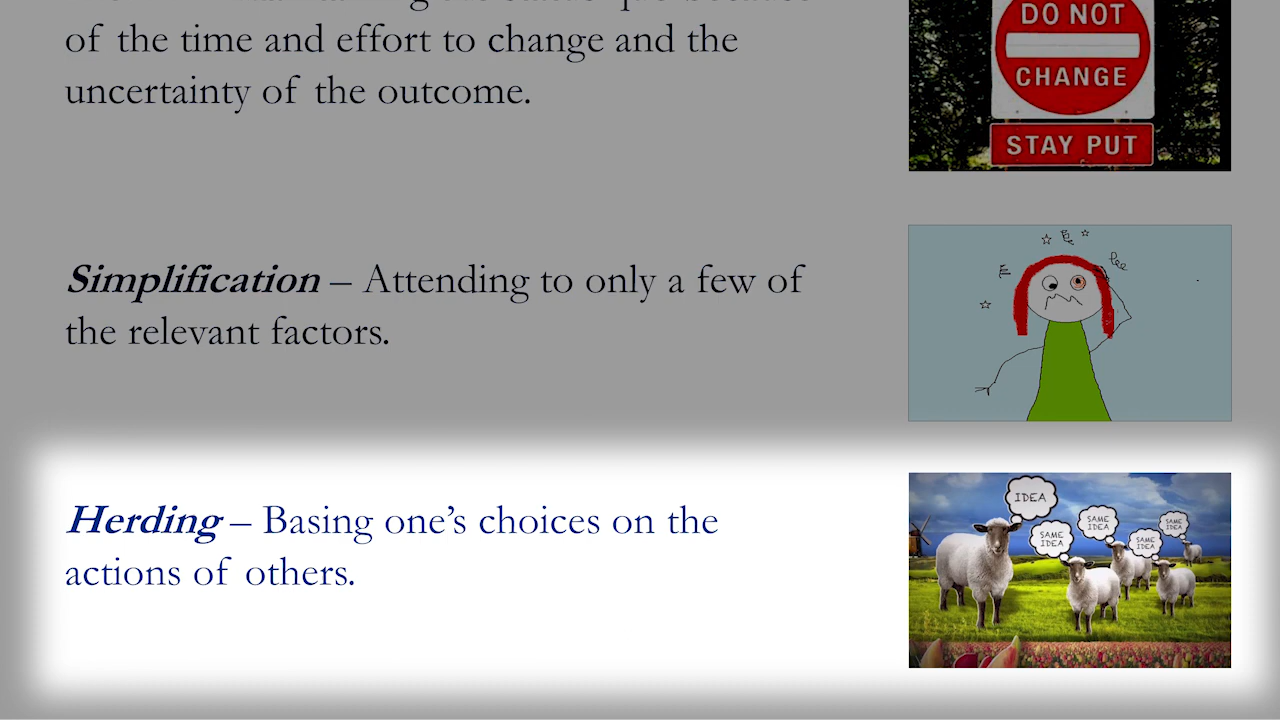 of the time and effort to change and the
uncertainty of the outcome.
DO NOT
CHANGE
STAY PUT
Simplification – Attending to only a few of
the relevant factors.
Herding – Basing one’s choices on the
actions of others.
IDEA
SAME
IDEA
SAME
IDEA
SAME
IDEA
SAME
IDEA